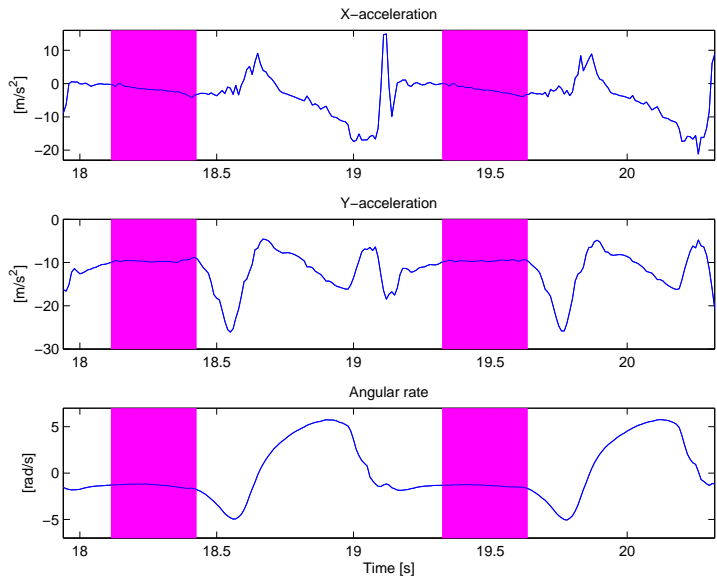 X−acceleration
10
0
−10
−20
[m/s²]
18 18.5 19 19.5 20
Y−acceleration
0
−10
−20
−30
[m/s²]
18 18.5 19 19.5 20
Angular rate
5
0
−5
[rad/s]
18 18.5 19 19.5 20
Time [s]